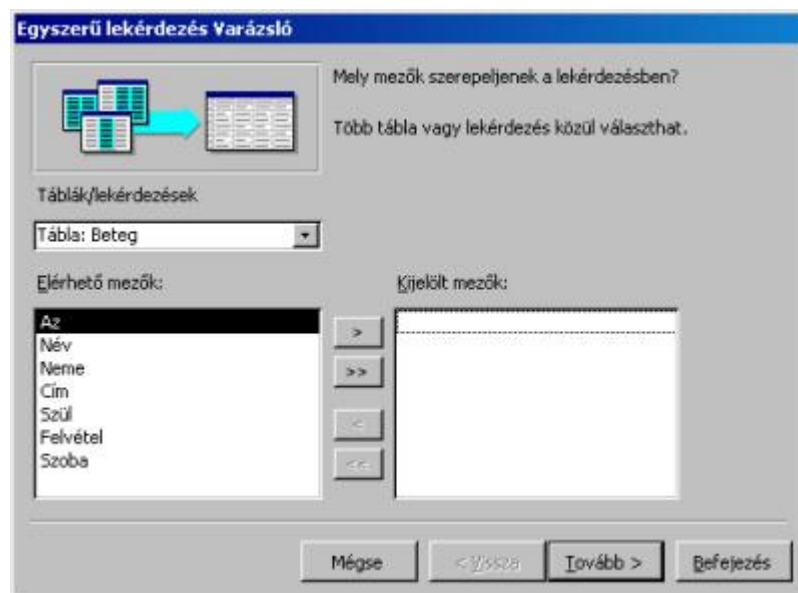 Egyszerű lekérdezés Varázsló
Mely mezők szerepeljenek a lekérdezésben?
Több tábla vagy lekérdezés közül választhat.
Táblák/lekérdezések
Tábla: Beteg
Elérhető mezők:
Kijelölt mezők:
Az
Név
Neme
Cím
Szül
Felvétel
Szoba
>
>>
<
<<
Mégse
< Vissza
Tovább >
Befejezés